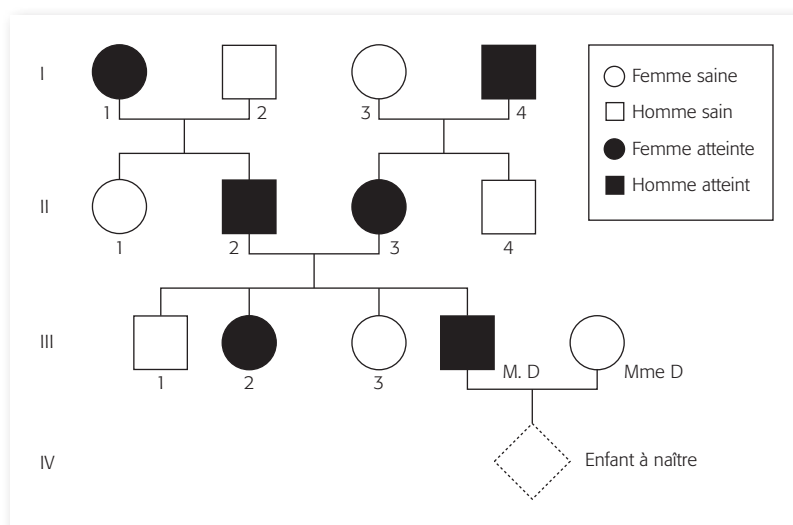 I
1
2
3
4
Femme saine
Homme sain
Femme atteinte
Homme atteint
II
1
2
3
4
III
1
2
3
M. D
Mme D
IV
Enfant à naître